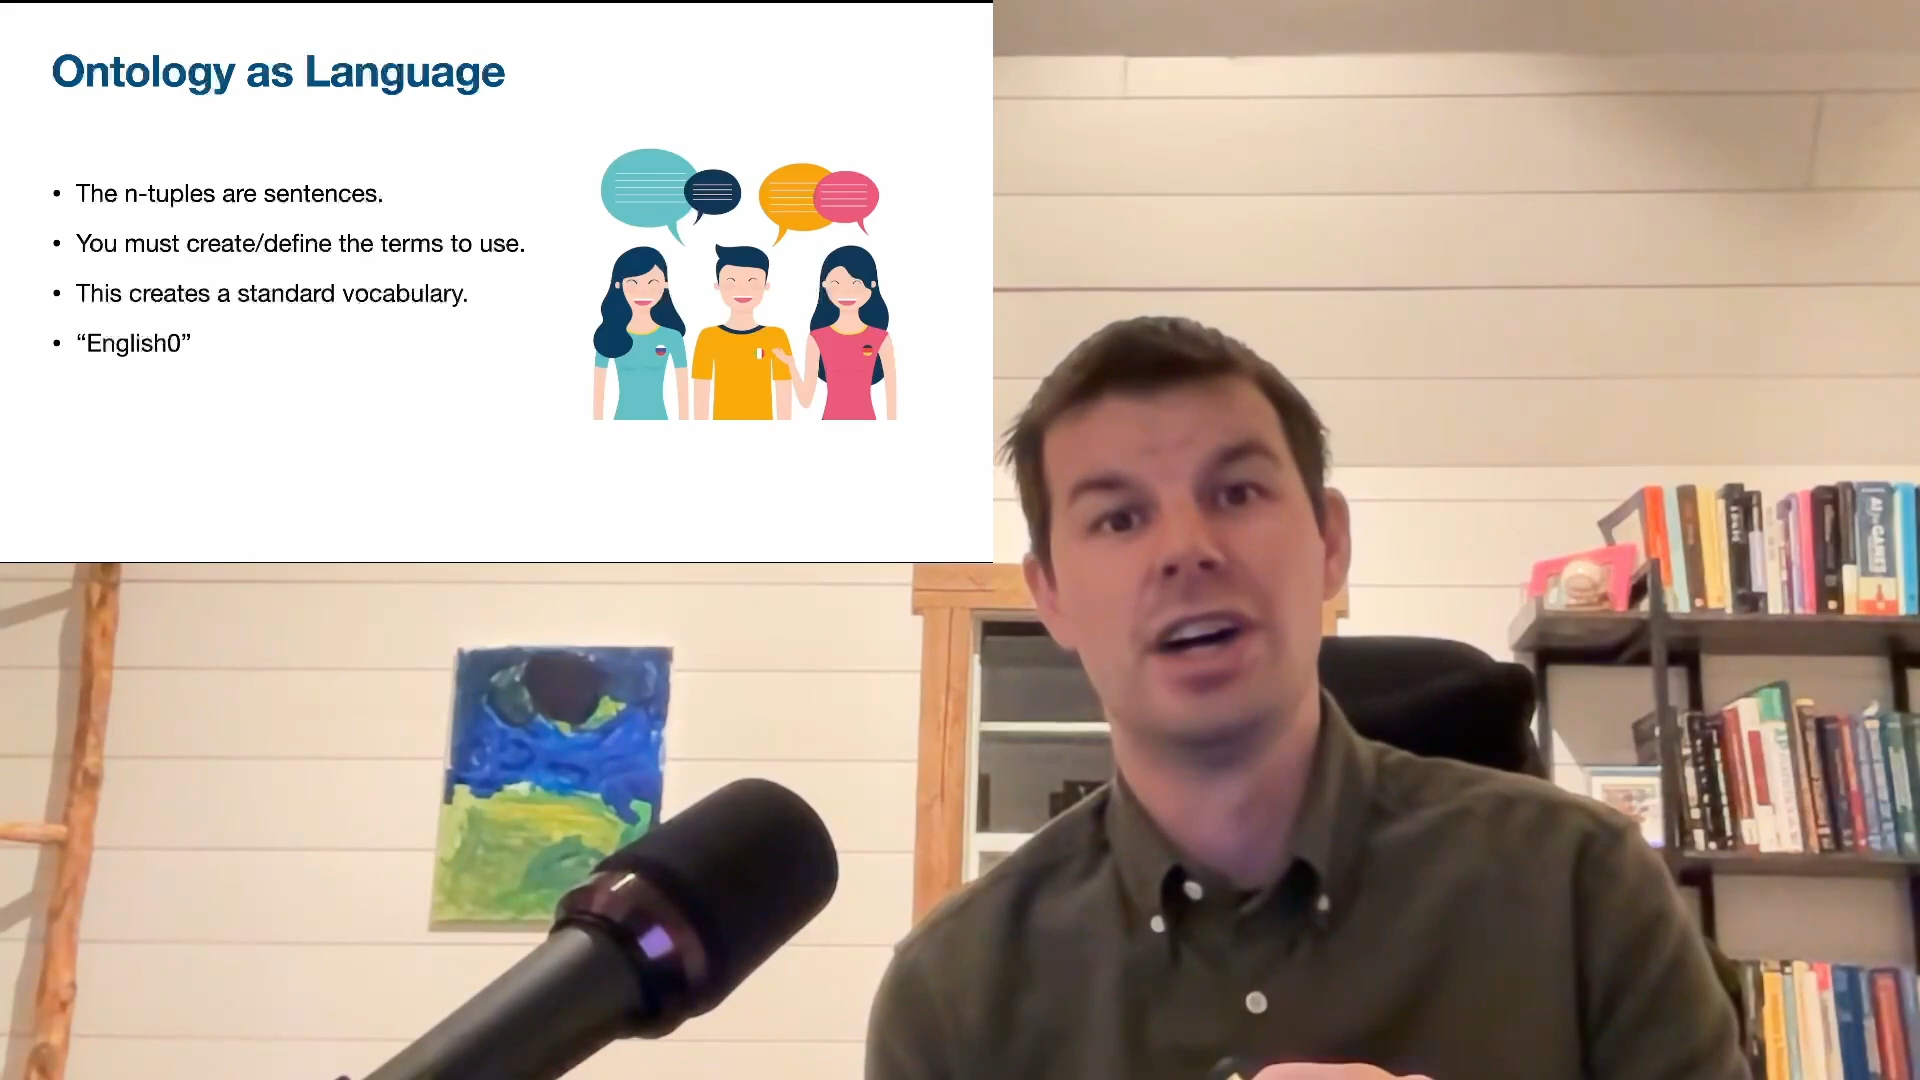 Ontology as Language
• The n-tuples are sentences.
• You must create/define the terms to use.
• This creates a standard vocabulary.
• “English0”